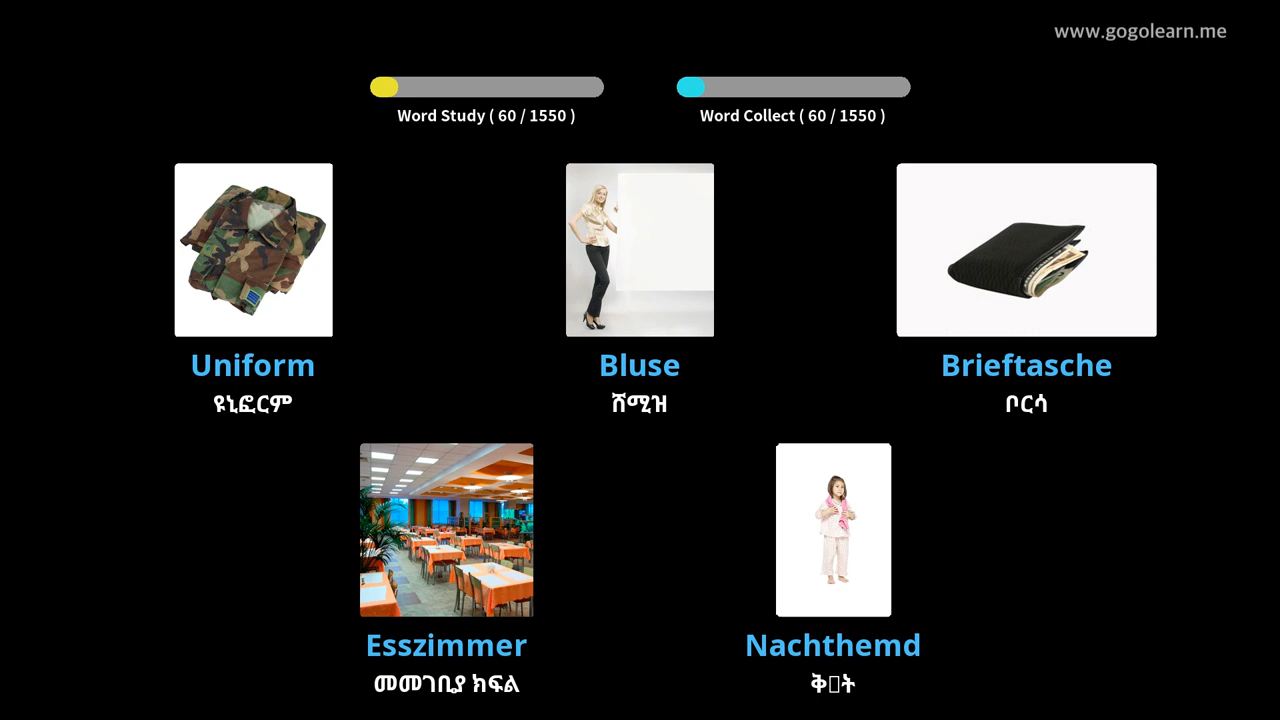 www.gogolearn.me
Word Study ( 60 / 1550 )
Word Collect ( 60 / 1550 )
Uniform
Bluse
Brieftasche
ዩኒፎርም
ሸሚዝ
ቦርሳ
Esszimmer
Nachthemd
መመገቢያ ክፍል